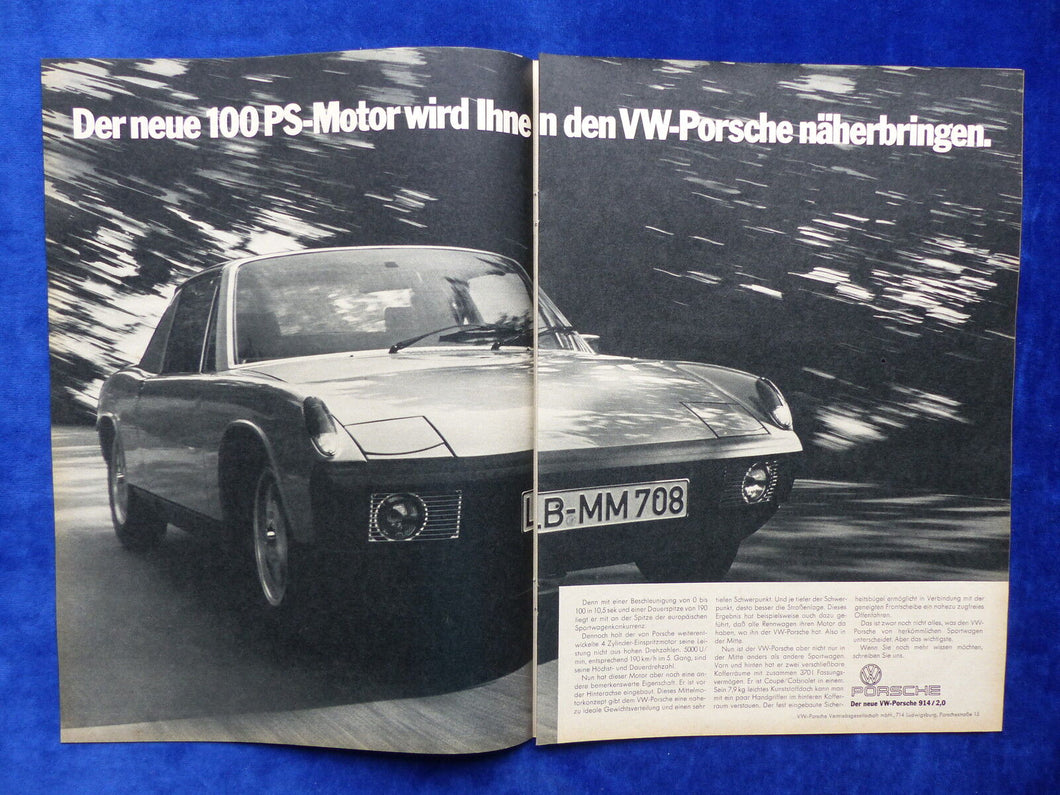 Der neue 100 PS-Motor wird Ihnen den VW-Porsche näherbringen.
LB-MM 708
Denn mit einer Beschleunigung von 0 bis
100 in 10,5 sek und einer Dauerspitze von 190
liegt er mit an der Spitze der europäischen
Sportwagenkonkurrenz.
Dennoch holt der von Porsche weiterent-
wickelte 4 Zylinder-Einspritzmotor seine Lei-
stung nicht aus hohen Drehzahlen. 5000 U/
min, entsprechend 190 km/h im 5. Gang, sind
seine Höchst- und Dauerdrehzahl.
Nun hat dieser Motor aber noch eine an-
dere bemerkenswerte Eigenschaft. Er ist vor
der Hinterachse eingebaut. Dieses Mittelmo-
torkonzept gibt dem VW-Porsche eine nahe-
zu ideale Gewichtsverteilung und einen sehr
tiefen Schwerpunkt. Und je tiefer der Schwer-
punkt, desto besser die Straßenlage. Dieses
Ergebnis hat beispielsweise auch dazu ge-
führt, daß alle Rennwagen ihren Motor da
haben, wo ihn der VW-Porsche hat. Also in
der Mitte.
Nun ist der VW-Porsche aber nicht nur in
der Mitte anders als andere Sportwagen.
Vorn und hinten hat er zwei verschließbare
Kofferräume mit zusammen 370 l Fassungs-
vermögen. Er ist Coupé/Cabriolet in einem.
Sein 7,9 kg leichtes Kunststoffdach kann man
mit ein paar Handgriffen im hinteren Koffer-
raum verstauen. Der fest eingebaute Sicher-
heitsbügel ermöglicht in Verbindung mit der
geneigten Frontscheibe ein nahezu zugfreies
Offenfahren.
Das ist zwar noch nicht alles, was den VW-
Porsche von herkömmlichen Sportwagen
unterscheidet. Aber das wichtigste.
Wenn Sie noch mehr wissen möchten,
schreiben Sie uns.
VW
PORSCHE
Der neue VW-Porsche 914/2,0
VW-Porsche Vertriebsgesellschaft mbH, 714 Ludwigsburg, Porschestraße 15